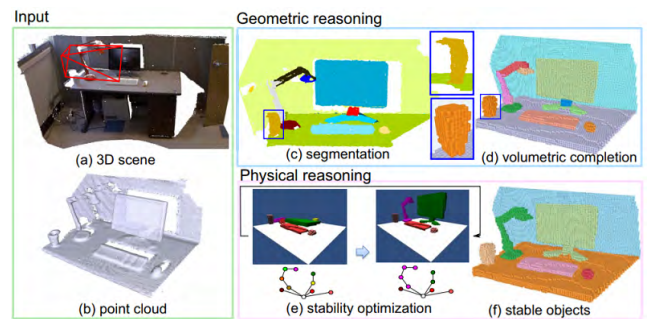 Input
(a) 3D scene
(b) point cloud
Geometric reasoning
(c) segmentation
(d) volumetric completion
Physical reasoning
(e) stability optimization
(f) stable objects